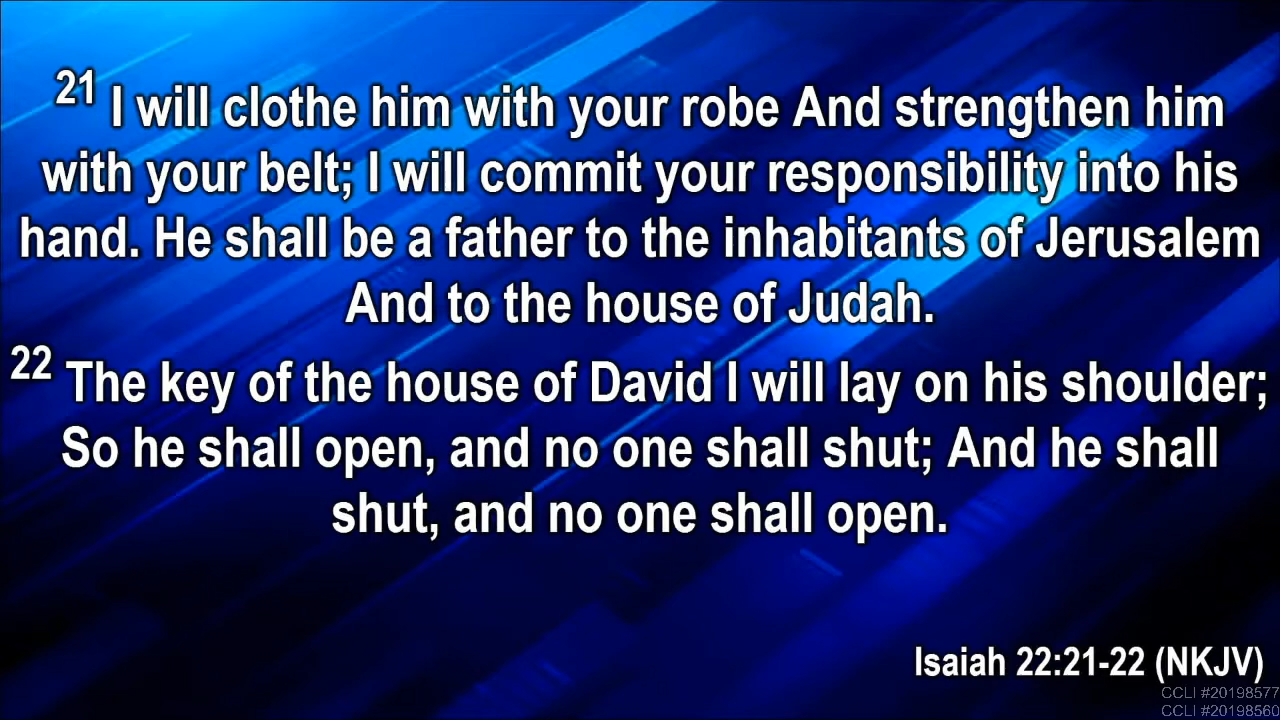 21 I will clothe him with your robe And strengthen him
with your belt; I will commit your responsibility into his
hand. He shall be a father to the inhabitants of Jerusalem
And to the house of Judah.
22 The key of the house of David I will lay on his shoulder;
So he shall open, and no one shall shut; And he shall
shut, and no one shall open.
Isaiah 22:21-22 (NKJV)
CCLI #20198577
CCLI #20198560